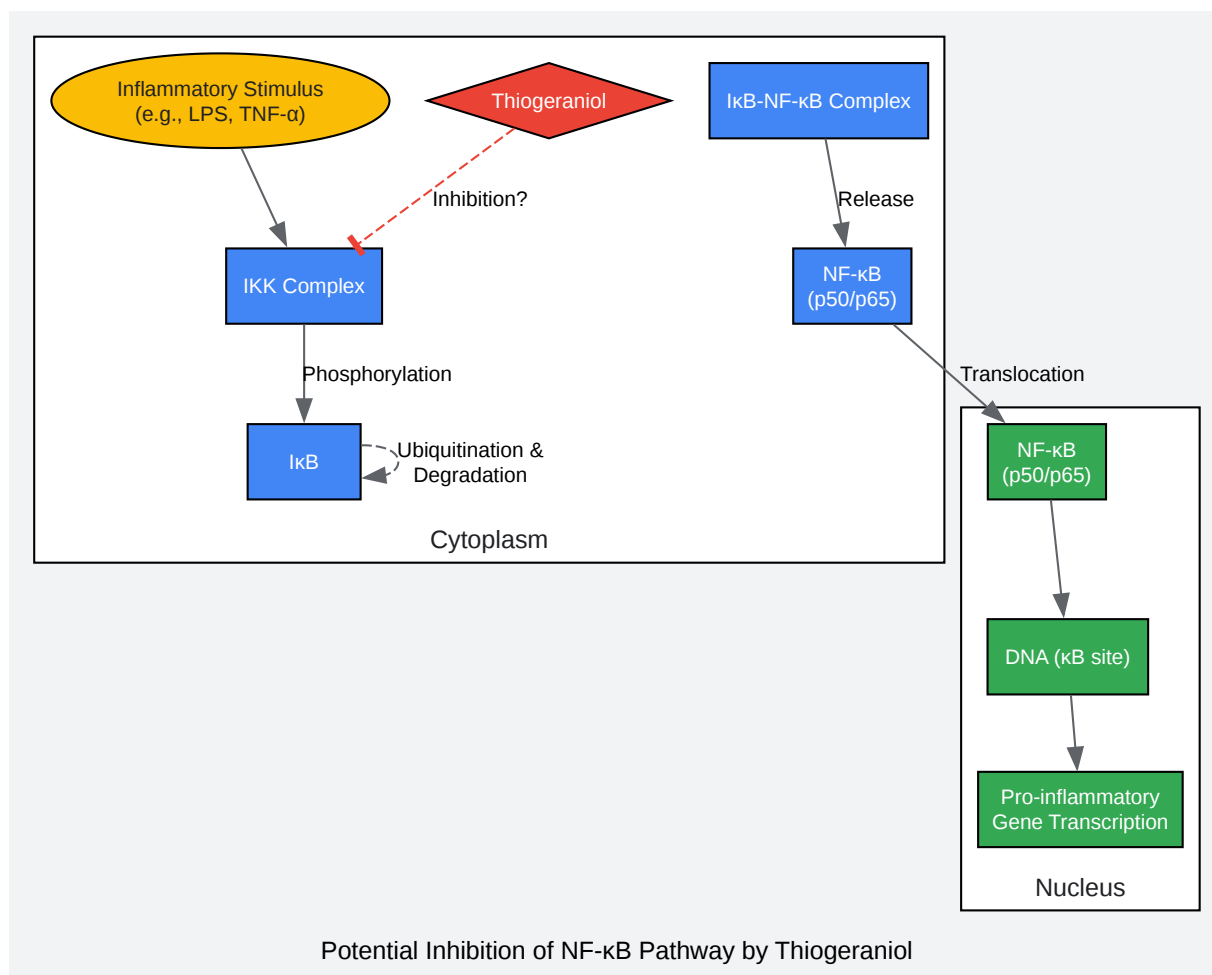 Inflammatory Stimulus
(e.g., LPS, TNF-α)
Thiogeraniol
IκB-NF-κB Complex
Inhibition?
Release
IKK Complex
NF-κB
(p50/p65)
Phosphorylation
Translocation
IκB
Ubiquitination &
Degradation
NF-κB
(p50/p65)
Cytoplasm
DNA (κB site)
Pro-inflammatory
Gene Transcription
Nucleus
Potential Inhibition of NF-κB Pathway by Thiogeraniol